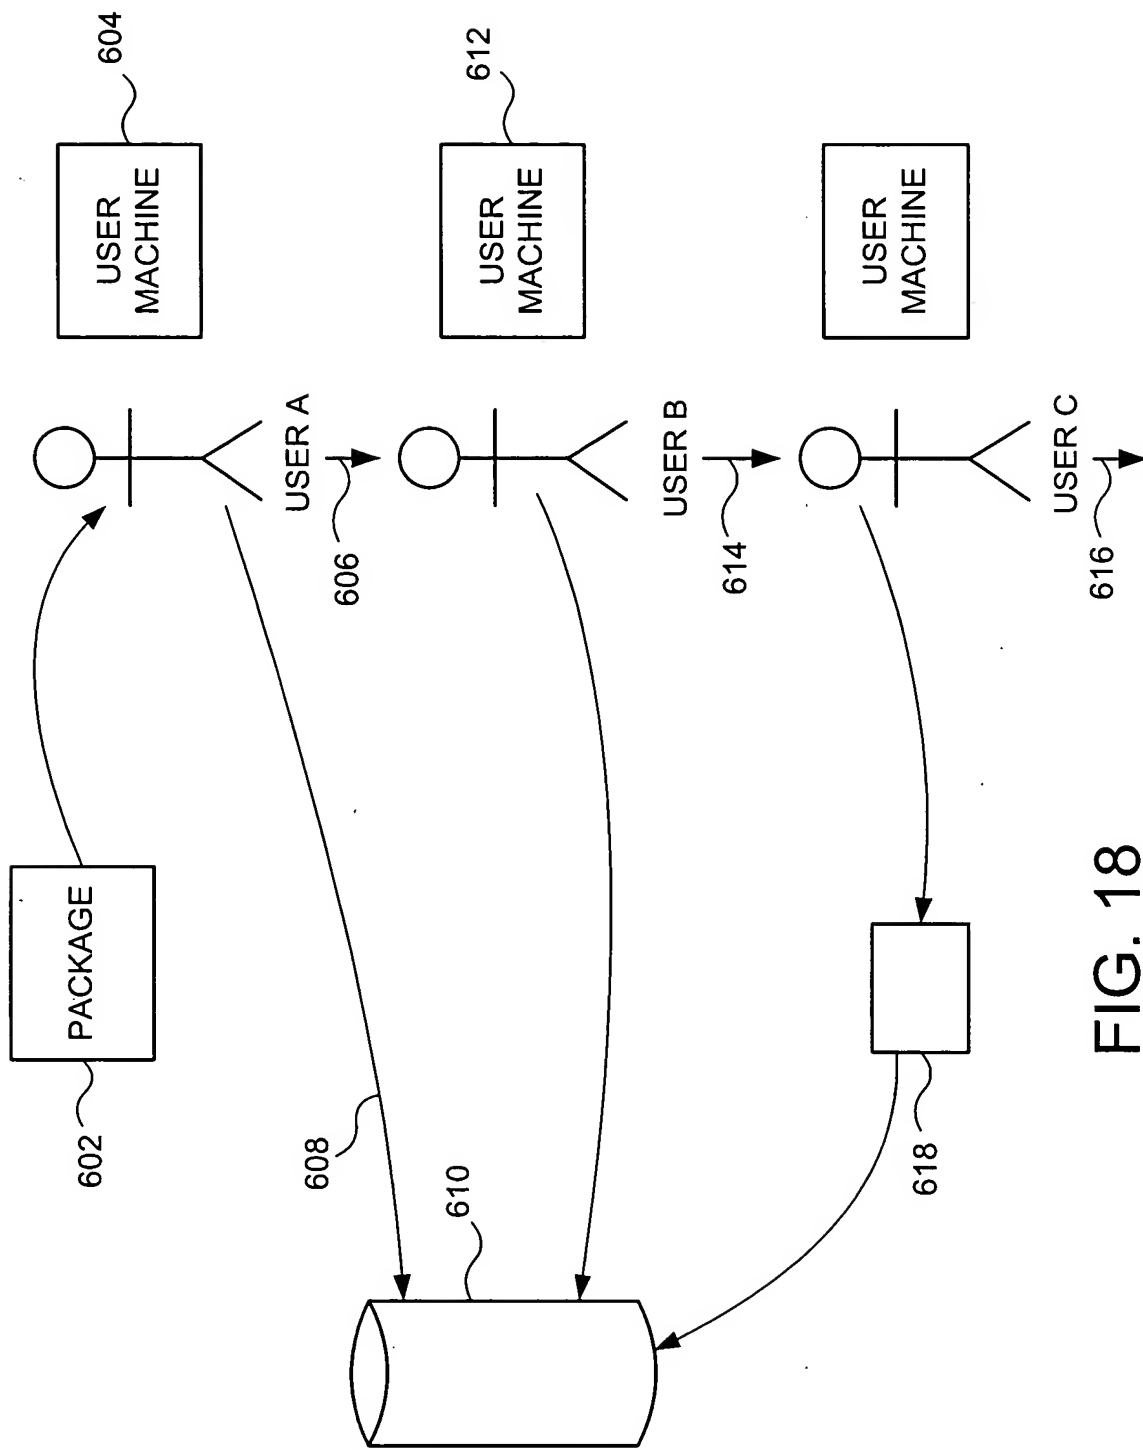 604
USER
MACHINE
612
USER
MACHINE
USER
MACHINE
USER A
606
USER B
614
USER C
616
PACKAGE
602
608
610
618
FIG. 18